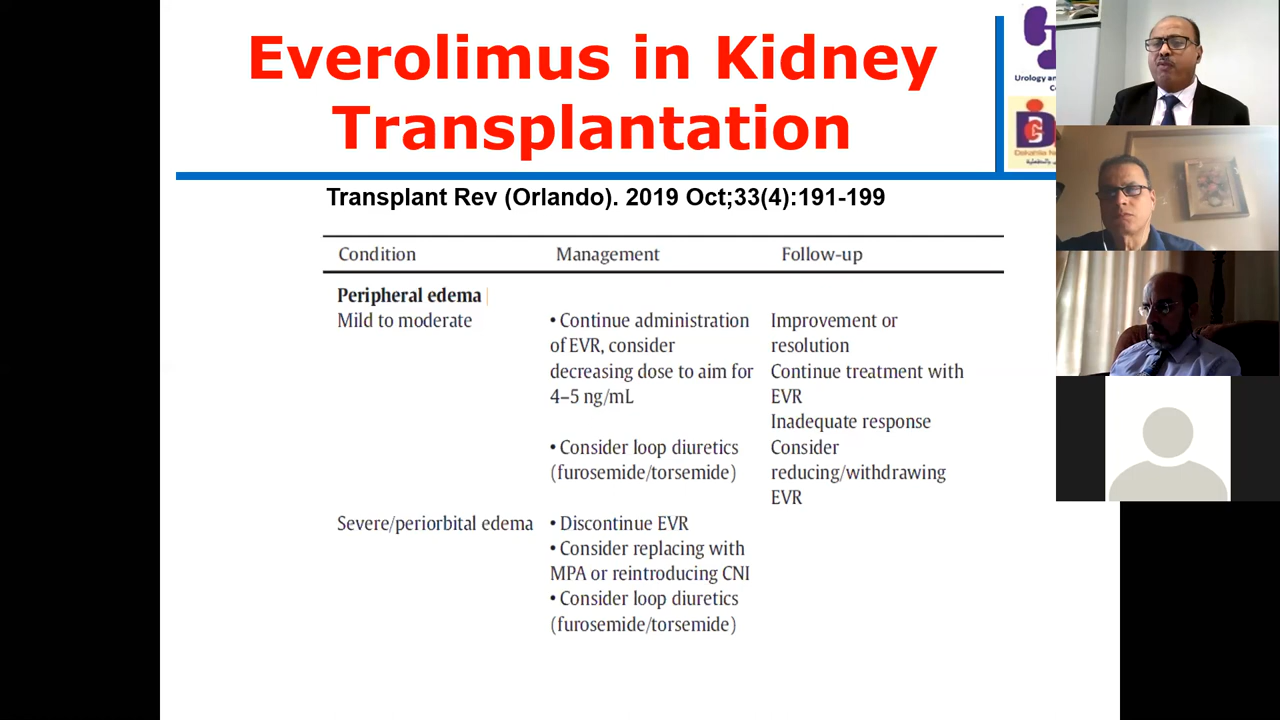 Everolimus in Kidney
Transplantation
Urology and
Transplant Rev (Orlando). 2019 Oct;33(4):191-199
Condition Management Follow-up
Peripheral edema
Mild to moderate • Continue administration Improvement or
of EVR, consider resolution
decreasing dose to aim for Continue treatment with
4–5 ng/mL EVR
Inadequate response
• Consider loop diuretics Consider
(furosemide/torsemide) reducing/withdrawing
EVR
Severe/periorbital edema • Discontinue EVR
• Consider replacing with
MPA or reintroducing CNI
• Consider loop diuretics
(furosemide/torsemide)